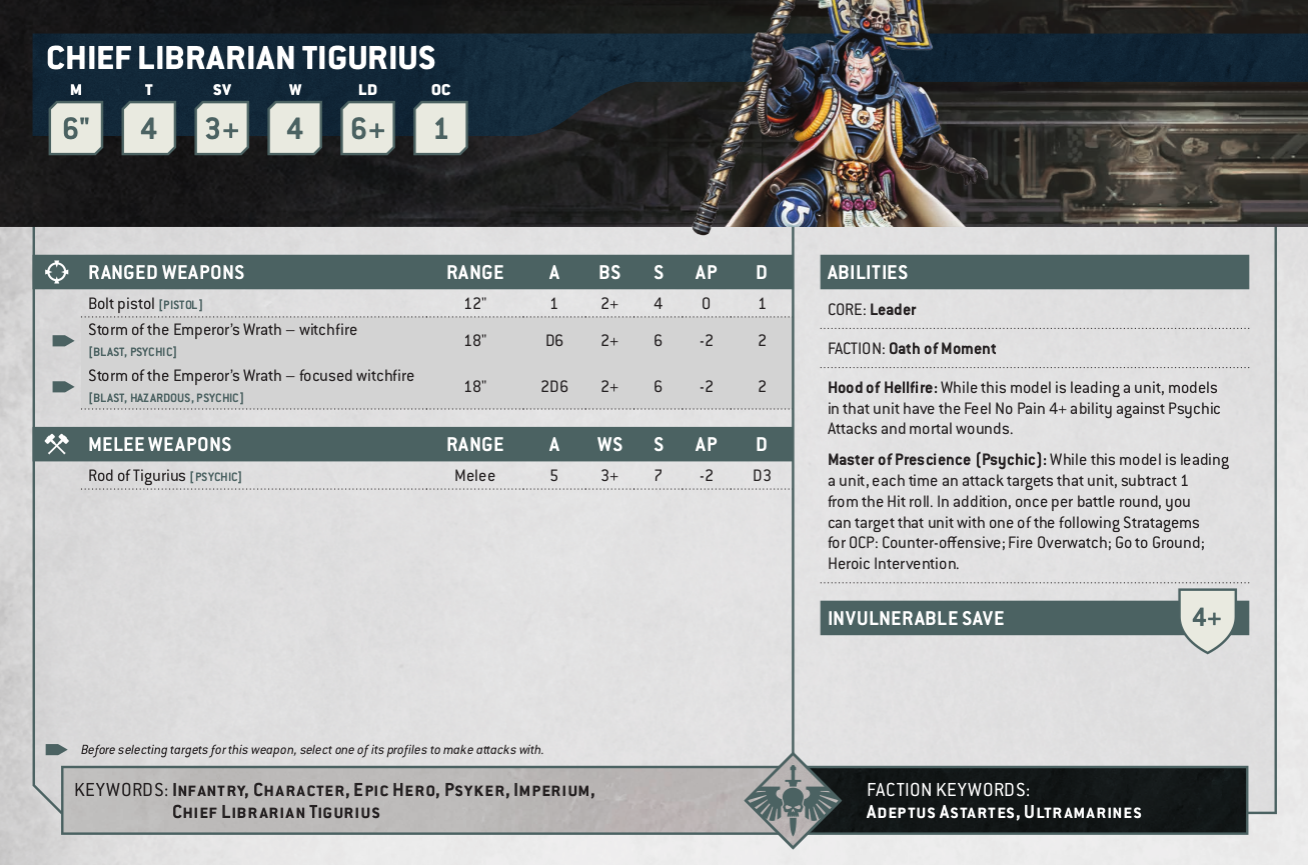 CHIEF LIBRARIAN TIGURIUS
M T SV W LD OC
6" 4 3+ 4 6+ 1
RANGED WEAPONS RANGE A BS S AP D
Bolt pistol [PISTOL] 12" 1 2+ 4 0 1
Storm of the Emperor's Wrath – witchfire
[BLAST, PSYCHIC] 18" D6 2+ 6 -2 2
Storm of the Emperor's Wrath – focused witchfire
[BLAST, HAZARDOUS, PSYCHIC] 18" 2D6 2+ 6 -2 2
MELEE WEAPONS RANGE A WS S AP D
Rod of Tigurius [PSYCHIC] Melee 5 3+ 7 -2 D3
Before selecting targets for this weapon, select one of its profiles to make attacks with.
ABILITIES
CORE: Leader
FACTION: Oath of Moment
Hood of Hellfire: While this model is leading a unit, models
in that unit have the Feel No Pain 4+ ability against Psychic
Attacks and mortal wounds.
Master of Prescience (Psychic): While this model is leading
a unit, each time an attack targets that unit, subtract 1
from the Hit roll. In addition, once per battle round, you
can target that unit with one of the following Stratagems
for 0CP: Counter-offensive; Fire Overwatch; Go to Ground;
Heroic Intervention.
INVULNERABLE SAVE 4+
KEYWORDS: INFANTRY, CHARACTER, EPIC HERO, PSYKER, IMPERIUM,
CHIEF LIBRARIAN TIGURIUS
FACTION KEYWORDS:
ADEPTUS ASTARTES, ULTRAMARINES